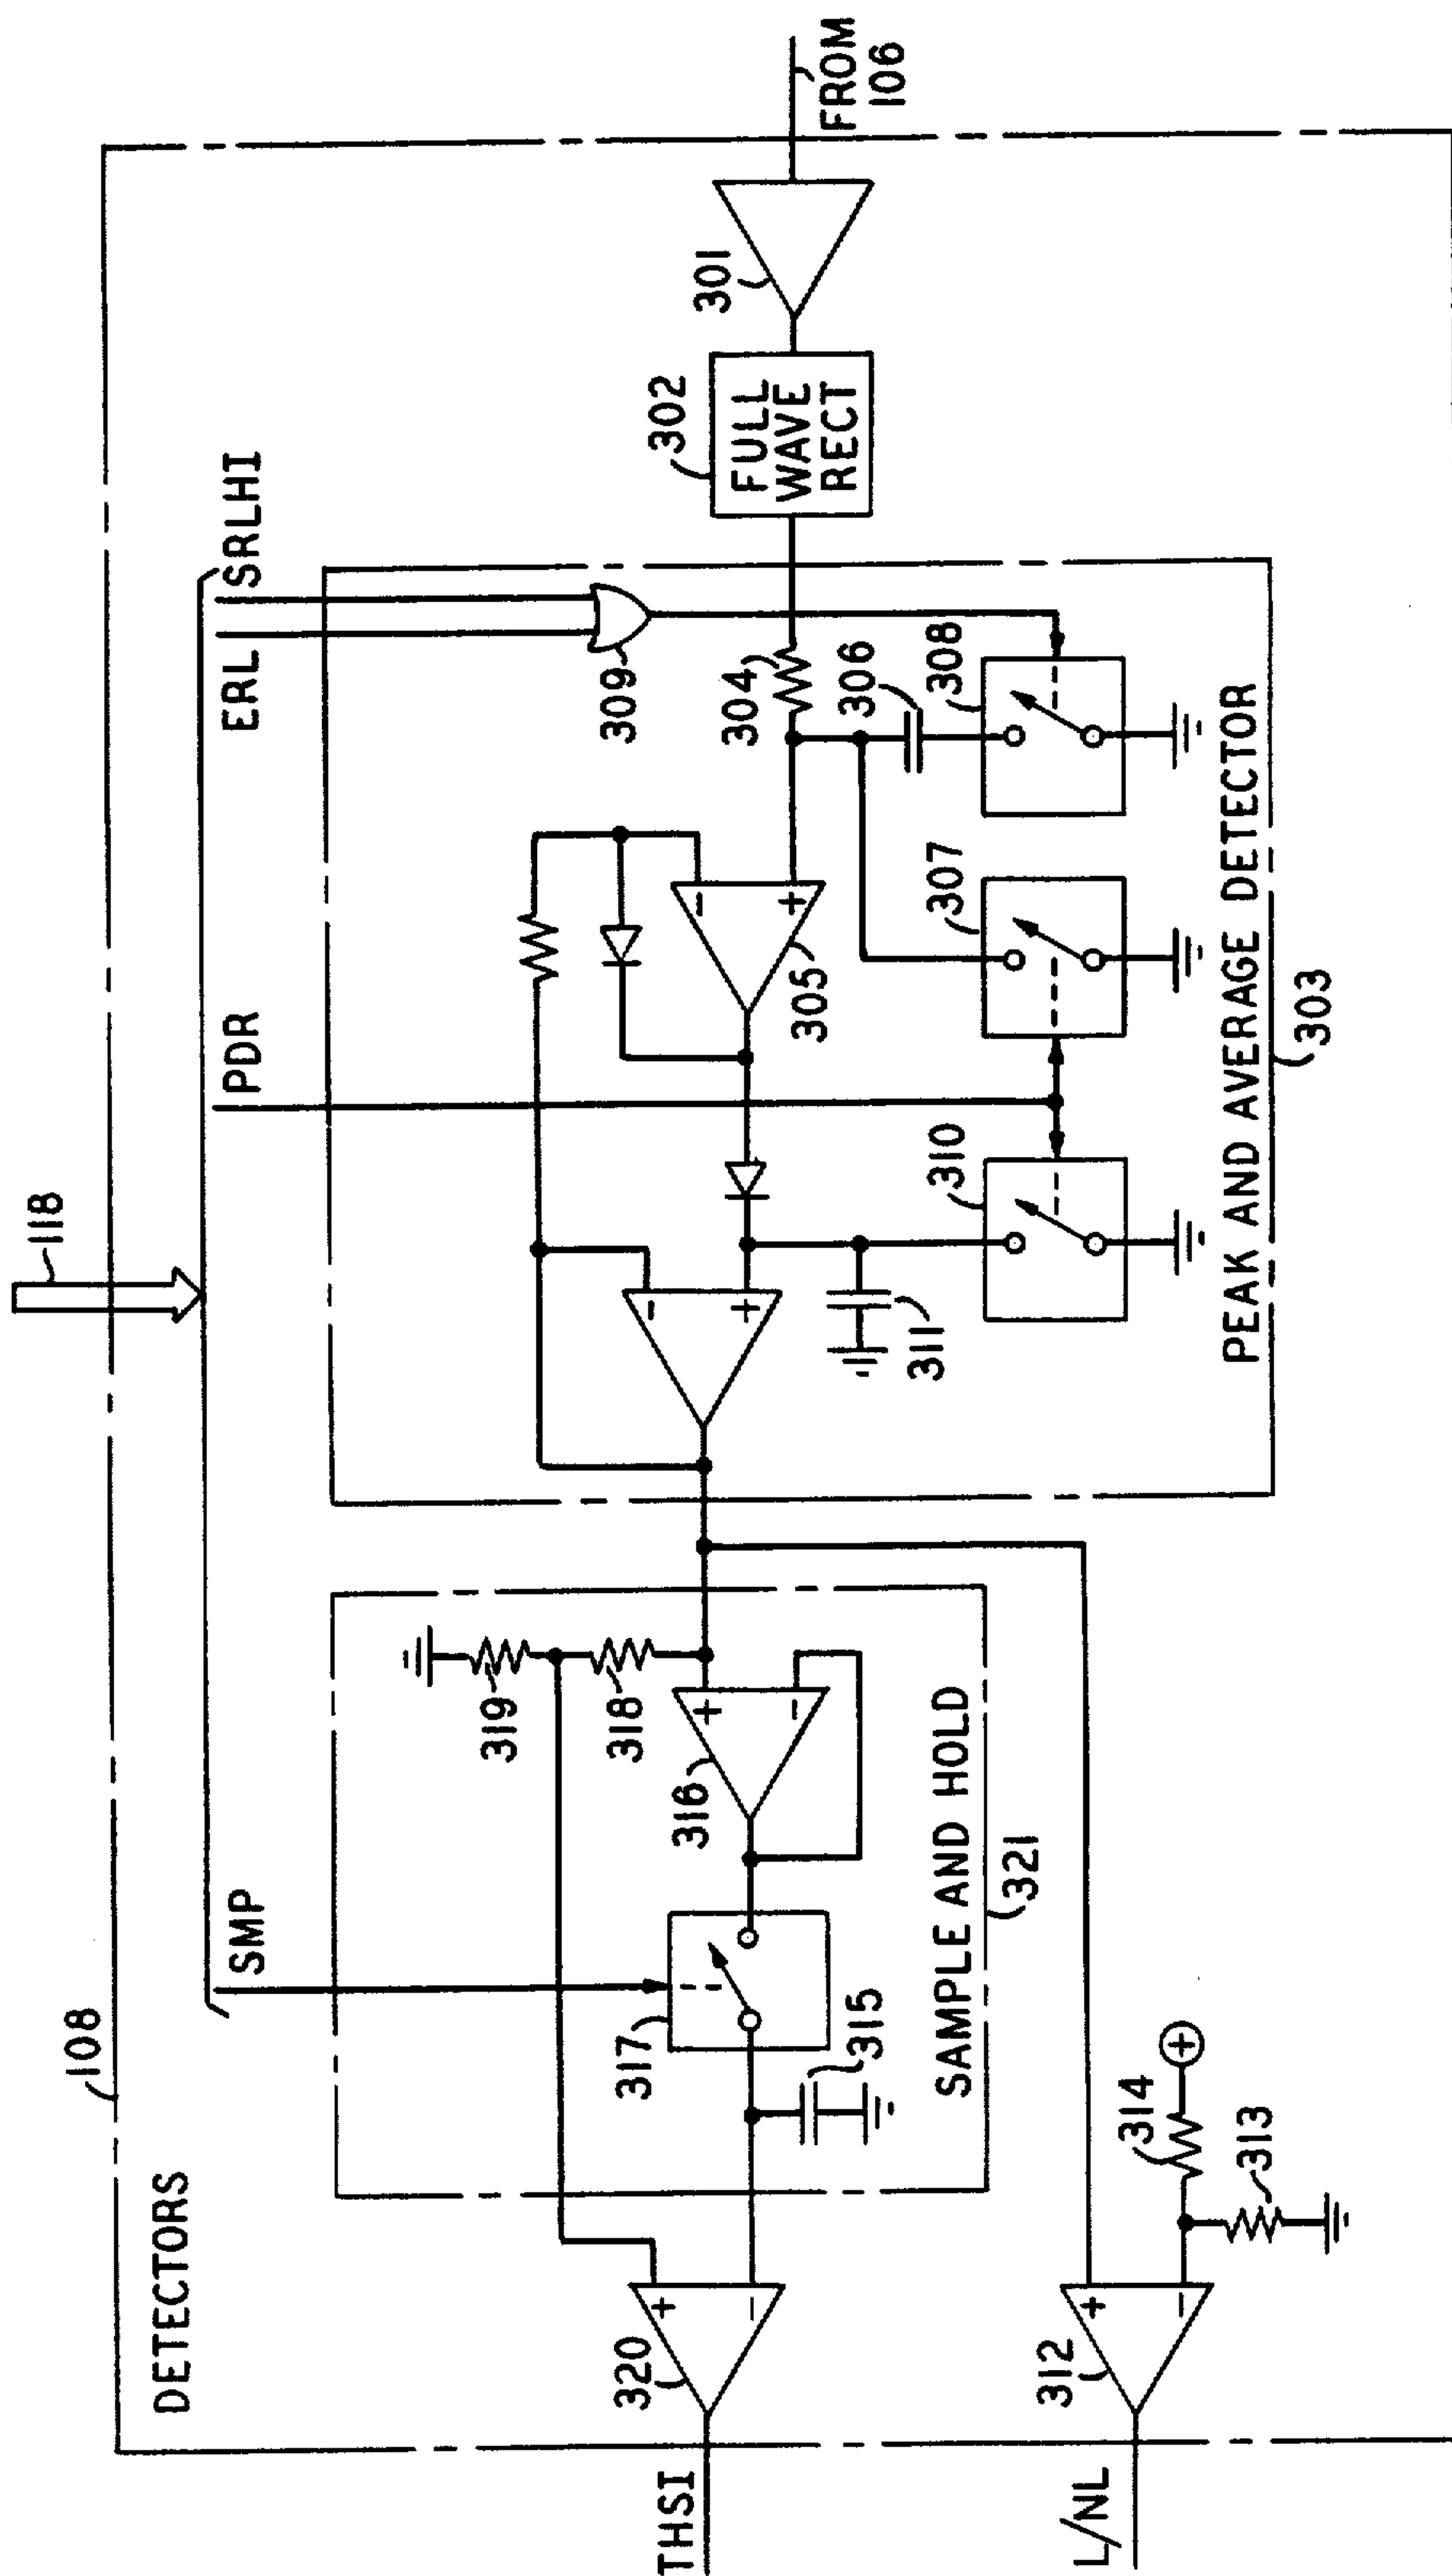 118
108
DETECTORS
SMP
PDR
ERL
SRLHI
FROM
106
301
302
FULL
WAVE
RECT
309
304
306
308
307
305
310
311
PEAK AND AVERAGE DETECTOR
303
319
318
316
317
315
SAMPLE AND HOLD
321
+
-
+
-
+
-
320
THSI
+
-
+
-
312
L/NL
314
313
+